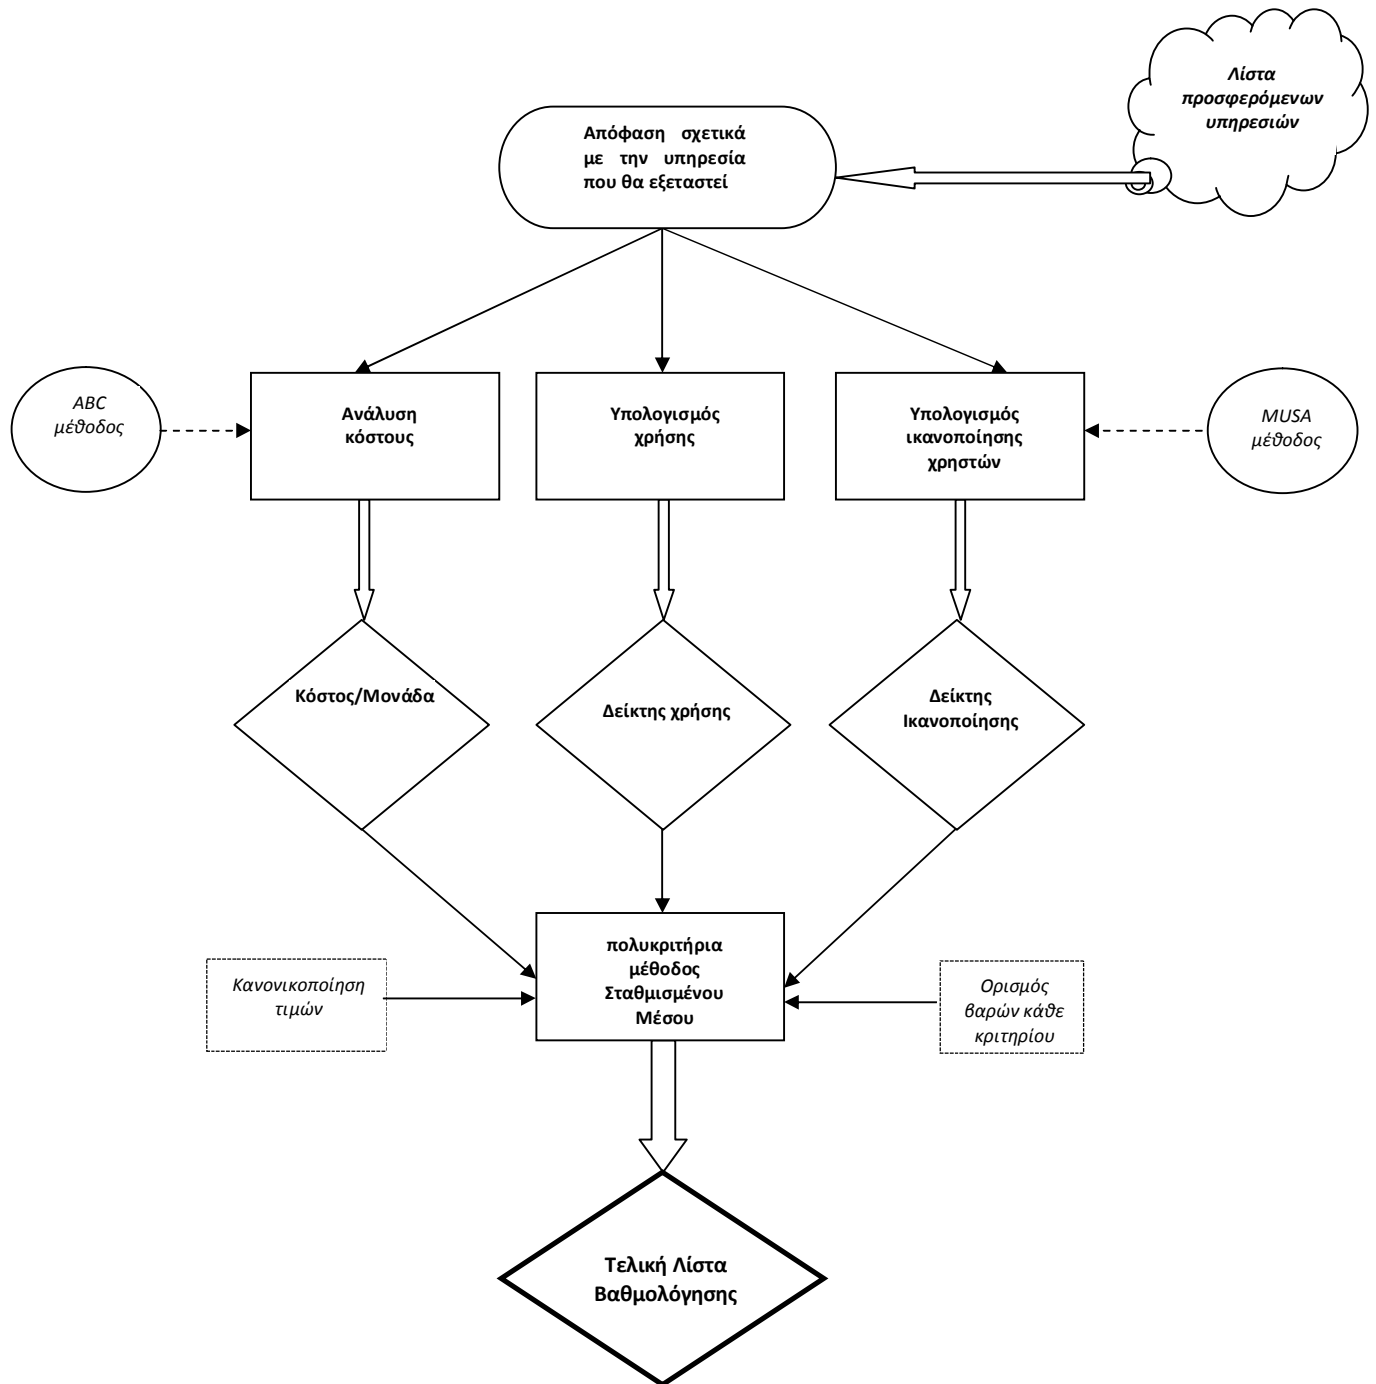 Λίστα
προσφερόμενων
υπηρεσιών
Απόφαση σχετικά
με την υπηρεσία
που θα εξεταστεί
ABC
μέθοδος
Ανάλυση
κόστους
Υπολογισμός
χρήσης
Υπολογισμός
ικανοποίησης
χρηστών
MUSA
μέθοδος
Κόστος/Μονάδα
Δείκτης χρήσης
Δείκτης
Ικανοποίησης
πολυκριτήρια
μέθοδος
Σταθμισμένου
Μέσου
Κανονικοποίηση
τιμών
Ορισμός
βαρών κάθε
κριτηρίου
Τελική Λίστα
Βαθμολόγησης